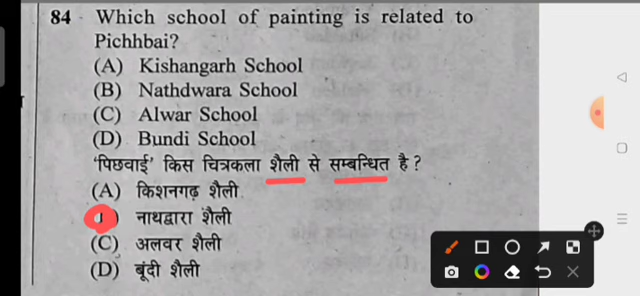 84 Which school of painting is related to
Pichhbai?
(A) Kishangarh School
(B) Nathdwara School
(C) Alwar School
(D) Bundi School
‘पिछवाई’ किस चित्रकला शैली से सम्बन्धित है ?
(A) किशनगढ़ शैली
) नाथद्वारा शैली
(C) अलवर शैली
(D) बूंदी शैली